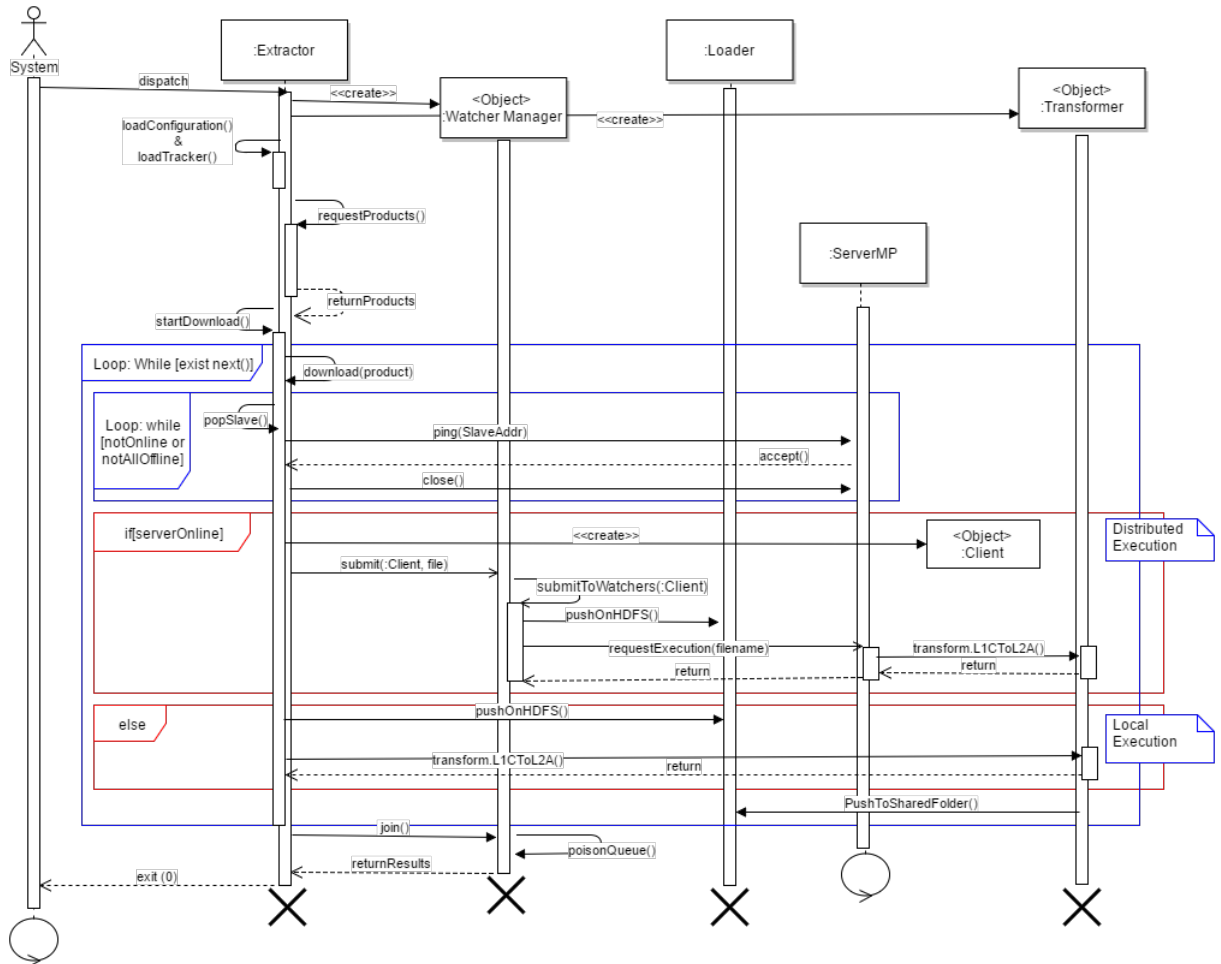 System
:Extractor
:Loader
dispatch
<<create>>
<Object>
:Watcher Manager
<<create>>
<Object>
:Transformer
loadConfiguration()
&
loadTracker()
requestProducts()
:ServerMP
returnProducts
startDownload()
Loop: While [exist next()]
download(product)
Loop: while
[notOnline or
notAllOffline]
popSlave()
ping(SlaveAddr)
accept()
close()
if[serverOnline]
<<create>>
<Object>
:Client
Distributed
Execution
submit(:Client, file)
submitToWatchers(:Client)
pushOnHDFS()
requestExecution(filename)
transform.L1CToL2A()
return
return
else
pushOnHDFS()
Local
Execution
transform.L1CToL2A()
return
PushToSharedFolder()
join()
poisonQueue()
returnResults
exit (0)